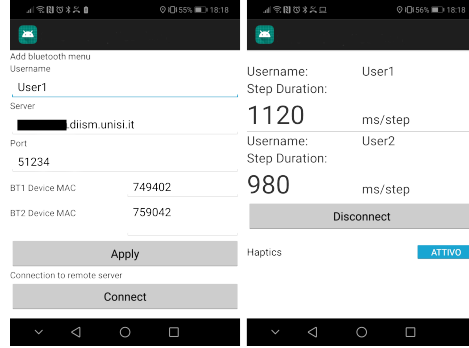 55% 18:18
Add bluetooth menu
Username
User1
Server
.diism.unisi.it
Port
51234
BT1 Device MAC 749402
BT2 Device MAC 759042
Apply
Connection to remote server
Connect
56% 18:18
Username: User1
Step Duration:
1120 ms/step
Username: User2
Step Duration:
980 ms/step
Disconnect
Haptics ATTIVO